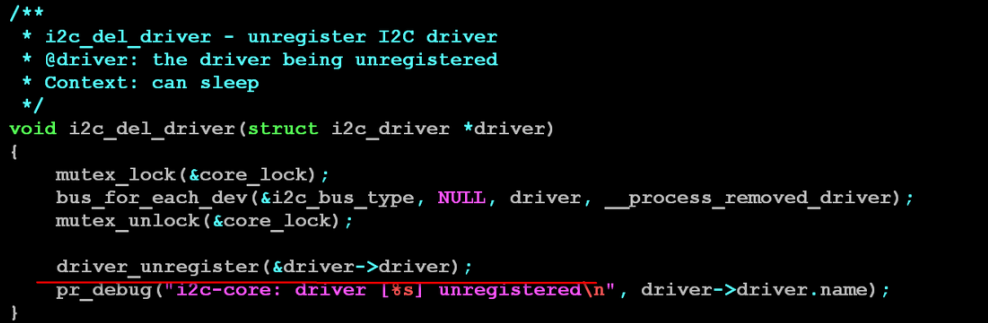 /**
 * i2c_del_driver - unregister I2C driver
 * @driver: the driver being unregistered
 * Context: can sleep
 */
void i2c_del_driver(struct i2c_driver *driver)
{
    mutex_lock(&core_lock);
    bus_for_each_dev(&i2c_bus_type, NULL, driver, __process_removed_driver);
    mutex_unlock(&core_lock);

    driver_unregister(&driver->driver);
    pr_debug("i2c-core: driver [%s] unregistered\n", driver->driver.name);
}